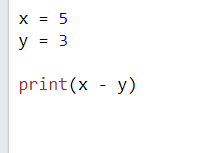 x = 5
y = 3
print(x - y)